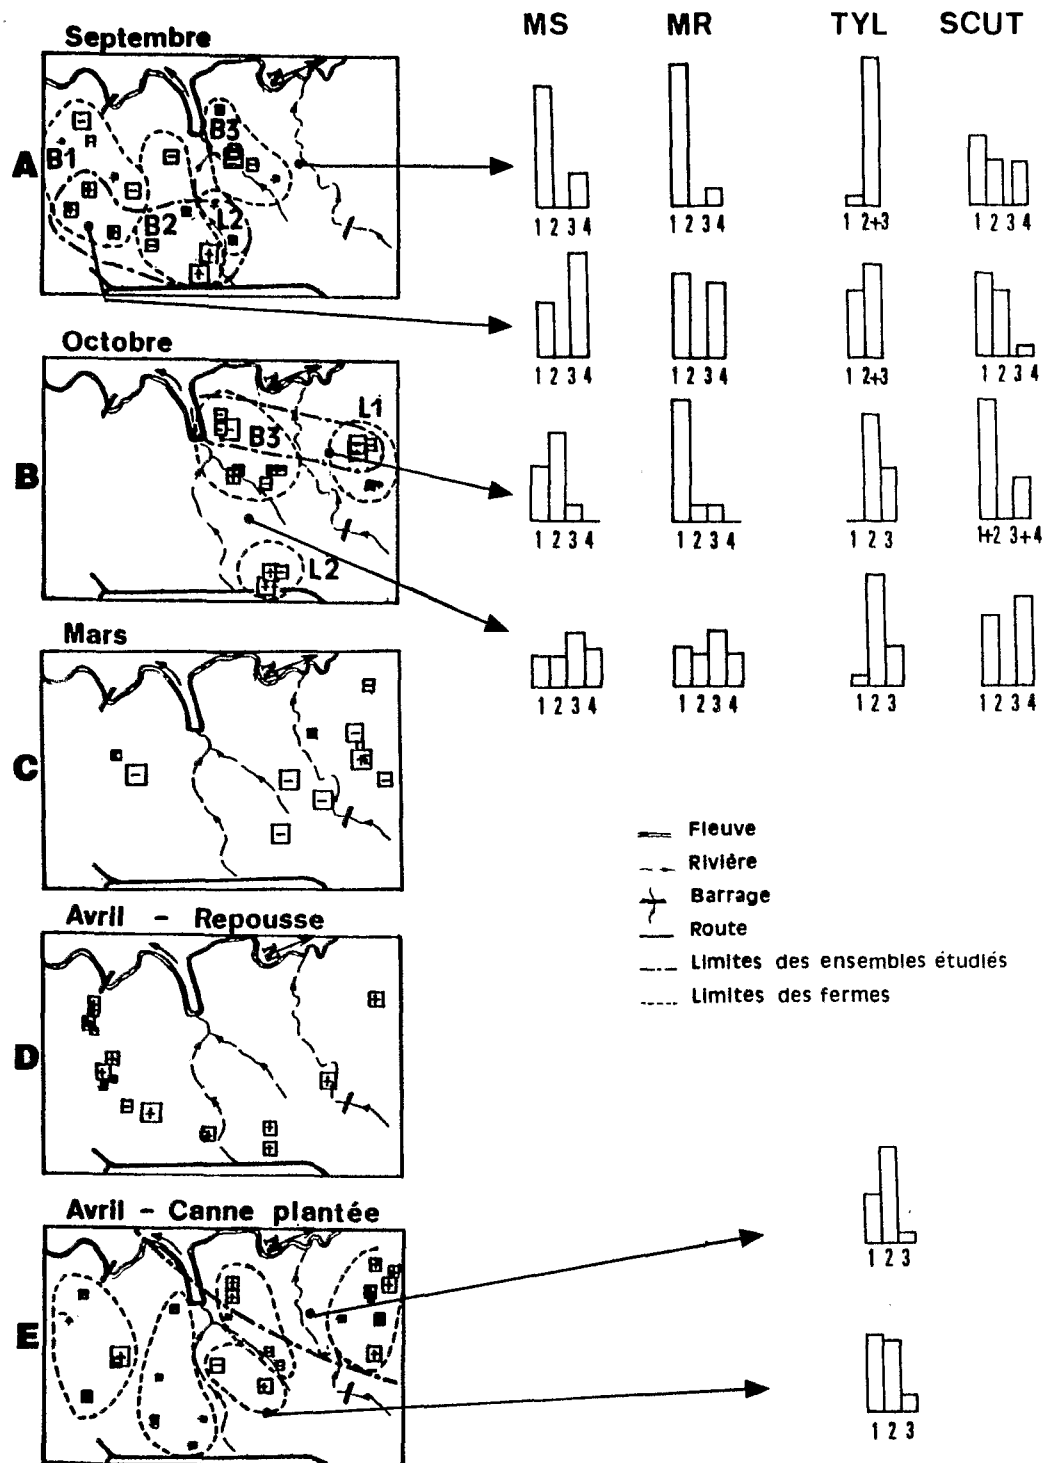 MS MR TYL SCUT
Septembre
A
B1
B2
B3
L2
N
1 2 3 4
1 2 3 4
1 2+3
1 2 3 4
1 2 3 4
1 2 3 4
1 2+3
1 2 3 4
Octobre
B
B3
L1
L2
N
1 2 3 4
1 2 3 4
1 2 3
1+2 3+4
1 2 3 4
1 2 3 4
1 2 3
1 2 3 4
Mars
C
N
Fleuve
Rivière
Barrage
Route
Limites des ensembles étudiés
Limites des fermes
Avril - Repousse
D
N
Avril - Canne plantée
E
N
1 2 3
1 2 3